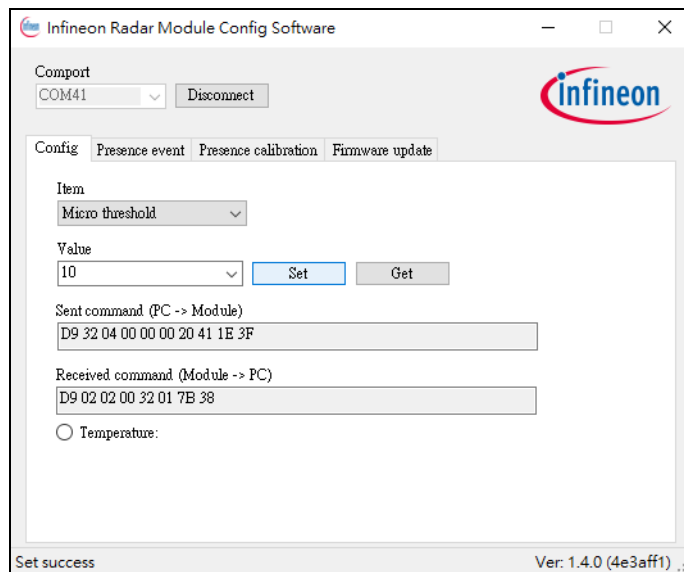 Infineon Radar Module Config Software
Comport
COM41 Disconnect
infineon
Config Presence event Presence calibration Firmware update
Item
Micro threshold
Value
10 Set Get
Sent command (PC -> Module)
D9 32 04 00 00 00 20 41 1E 3F
Received command (Module -> PC)
D9 02 02 00 32 01 7B 38
Temperature:
Set success Ver: 1.4.0 (4e3aff1)